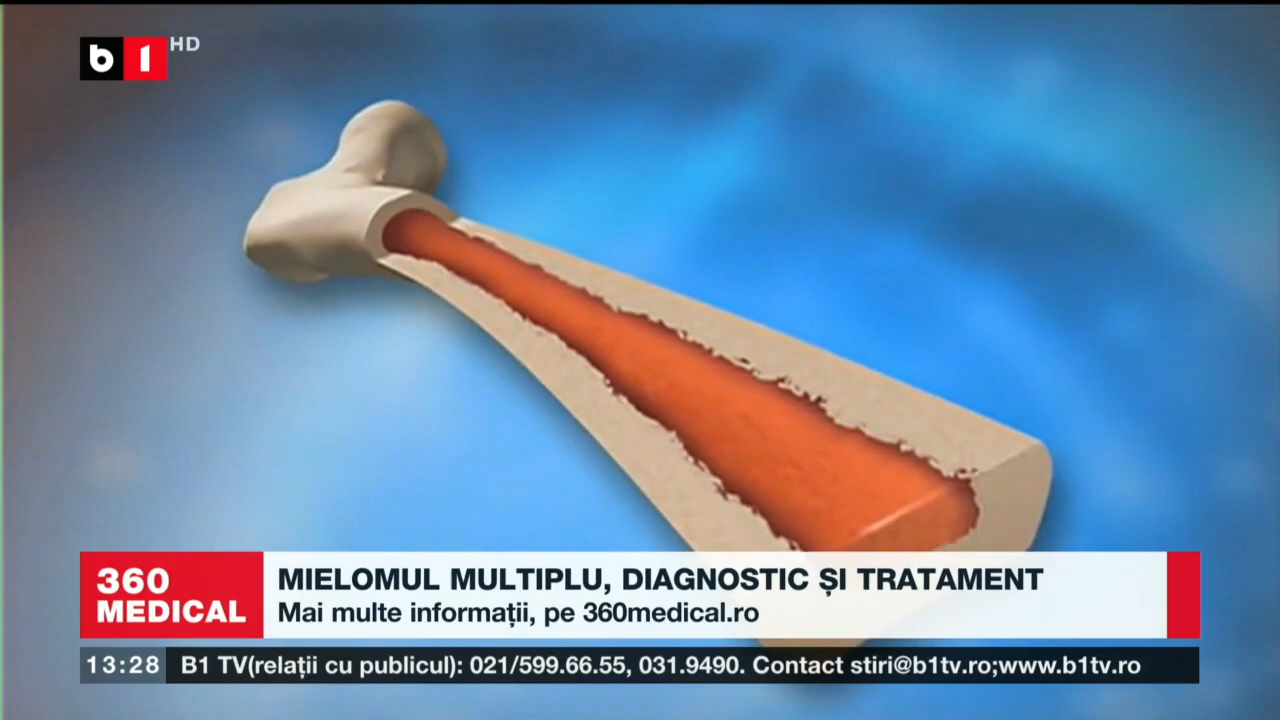 b1 HD
360 MEDICAL
MIELOMUL MULTIPLU, DIAGNOSTIC ȘI TRATAMENT
Mai multe informații, pe 360medical.ro
13:28 B1 TV(relații cu publicul): 021/599.66.55, 031.9490. Contact stiri@b1tv.ro;www.b1tv.ro